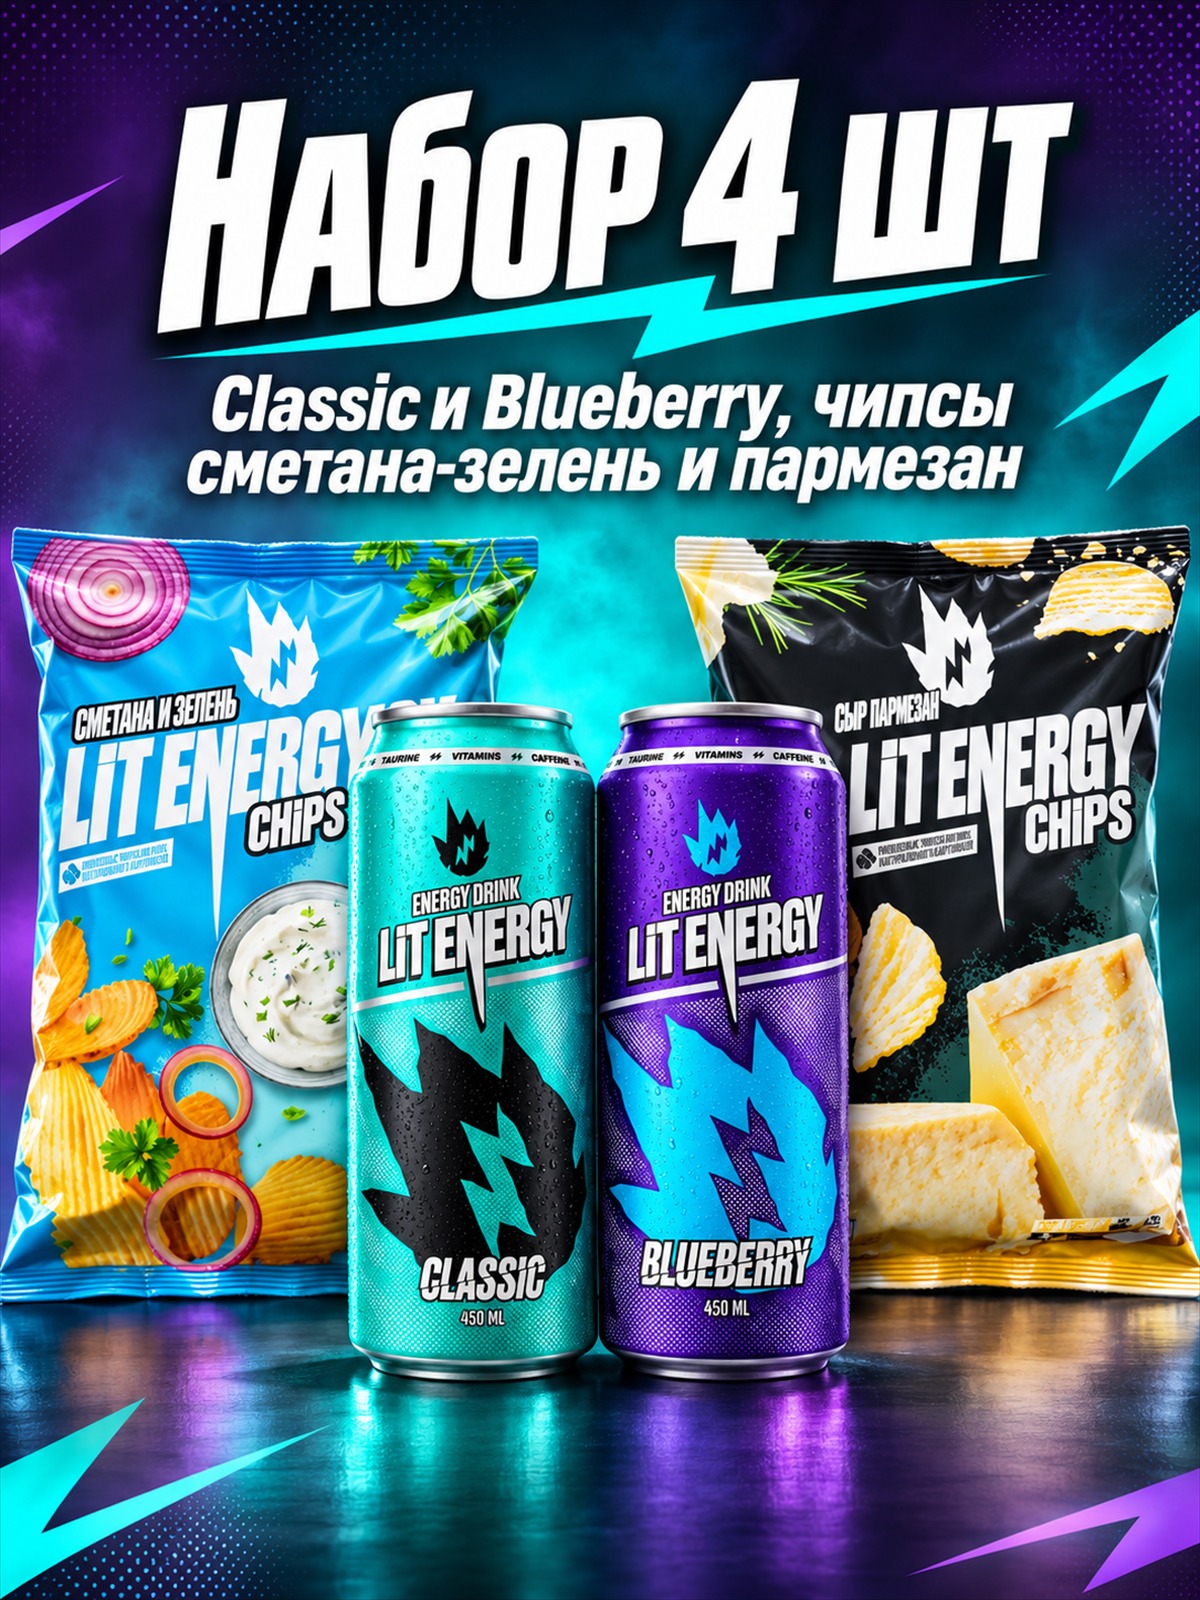 Набор 4 шт
Classic и Blueberry, чипсы
сметана-зелень и пармезан
СМЕТАНА И ЗЕЛЕНЬ
LiT ENERGY
CHiPS
СЫР ПАРМЕЗАН
LiT ENERGY
CHiPS
TAURINE VITAMINS CAFFEINE
ENERGY DRINK
LiT ENERGY
CLASSIC
450 ML
TAURINE VITAMINS CAFFEINE
ENERGY DRINK
LiT ENERGY
BLUEBERRY
450 ML